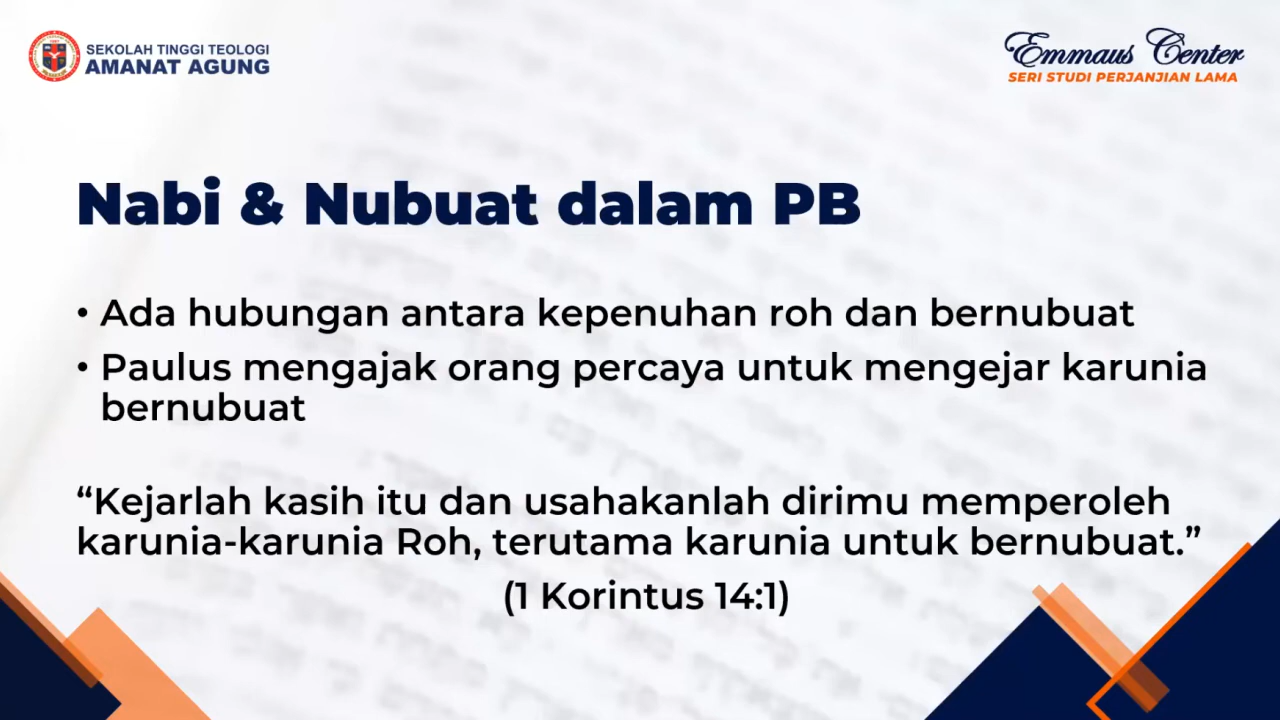 SEKOLAH TINGGI TEOLOGI
AMANAT AGUNG
Emmaus Center
SERI STUDI PERJANJIAN LAMA
Nabi & Nubuat dalam PB
• Ada hubungan antara kepenuhan roh dan bernubuat
• Paulus mengajak orang percaya untuk mengejar karunia
bernubuat
“Kejarlah kasih itu dan usahakanlah dirimu memperoleh
karunia-karunia Roh, terutama karunia untuk bernubuat.”
(1 Korintus 14:1)